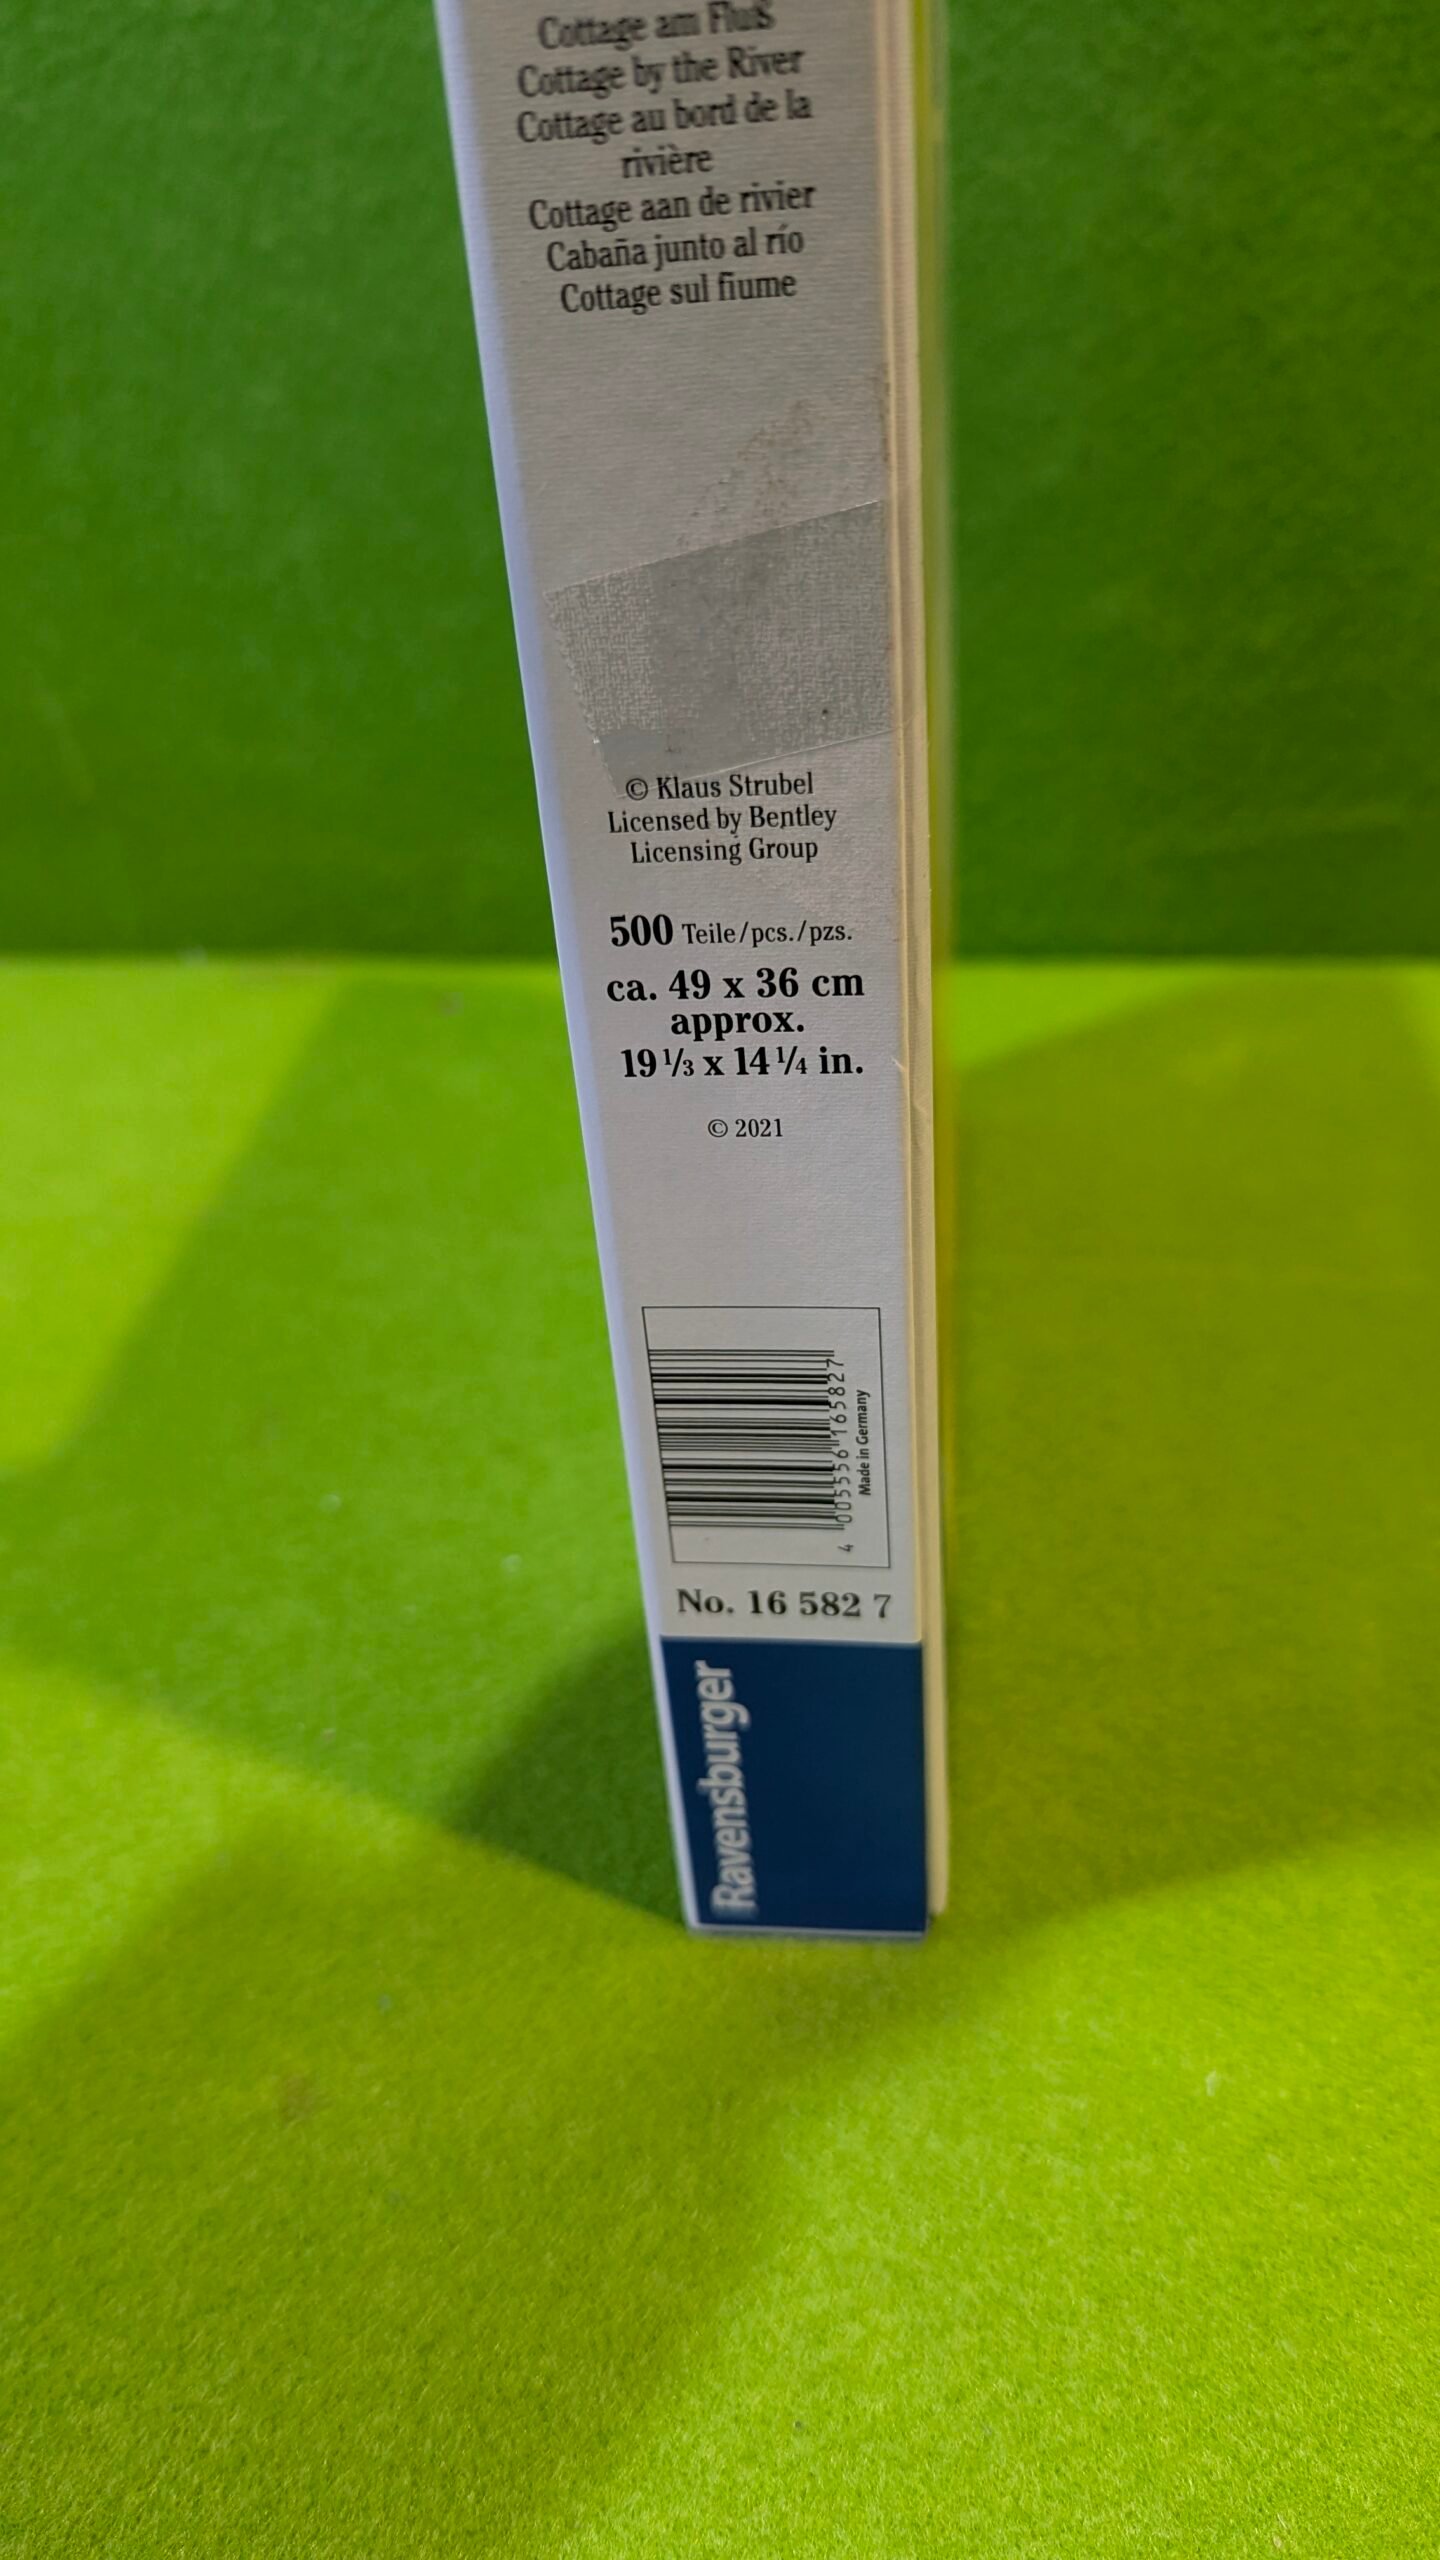 Cottage am Fluß
Cottage by the River
Cottage au bord de la
rivière
Cottage aan de rivier
Cabaña junto al río
Cottage sul fiume
© Klaus Strubel
Licensed by Bentley
Licensing Group
500 Teile/pcs./pzs.
ca. 49 x 36 cm
approx.
19 1/3 x 14 1/4 in.
© 2021
4 005556 165827
Made in Germany
No. 16 582 7
Ravensburger